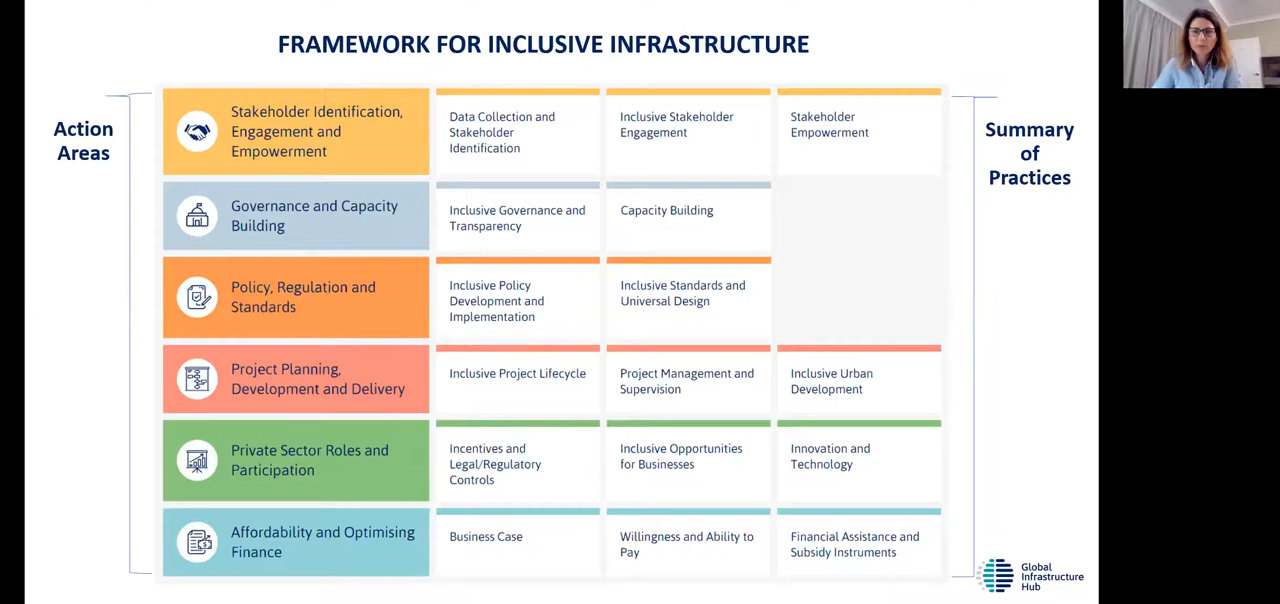 FRAMEWORK FOR INCLUSIVE INFRASTRUCTURE
Action
Areas
Stakeholder Identification,
Engagement and
Empowerment
Data Collection and
Stakeholder
Identification
Inclusive Stakeholder
Engagement
Stakeholder
Empowerment
Summary
of
Practices
Governance and Capacity
Building
Inclusive Governance and
Transparency
Capacity Building
Policy, Regulation and
Standards
Inclusive Policy
Development and
Implementation
Inclusive Standards and
Universal Design
Project Planning,
Development and Delivery
Inclusive Project Lifecycle
Project Management and
Supervision
Inclusive Urban
Development
Private Sector Roles and
Participation
Incentives and
Legal/Regulatory
Controls
Inclusive Opportunities
for Businesses
Innovation and
Technology
Affordability and Optimising
Finance
Business Case
Willingness and Ability to
Pay
Financial Assistance and
Subsidy Instruments
Global
Infrastructure
Hub